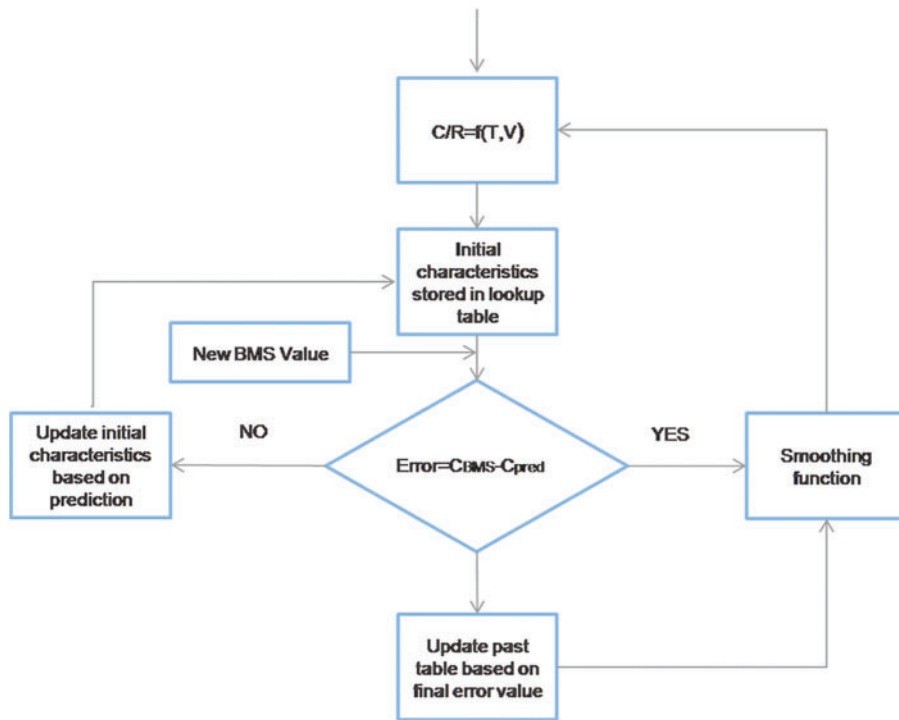 C/R=f(T,V)
Initial
characteristics
stored in lookup
table
New BMS Value
Update initial
characteristics
based on
prediction
NO
Error=CBMS-Cpred
YES
Smoothing
function
Update past
table based on
final error value